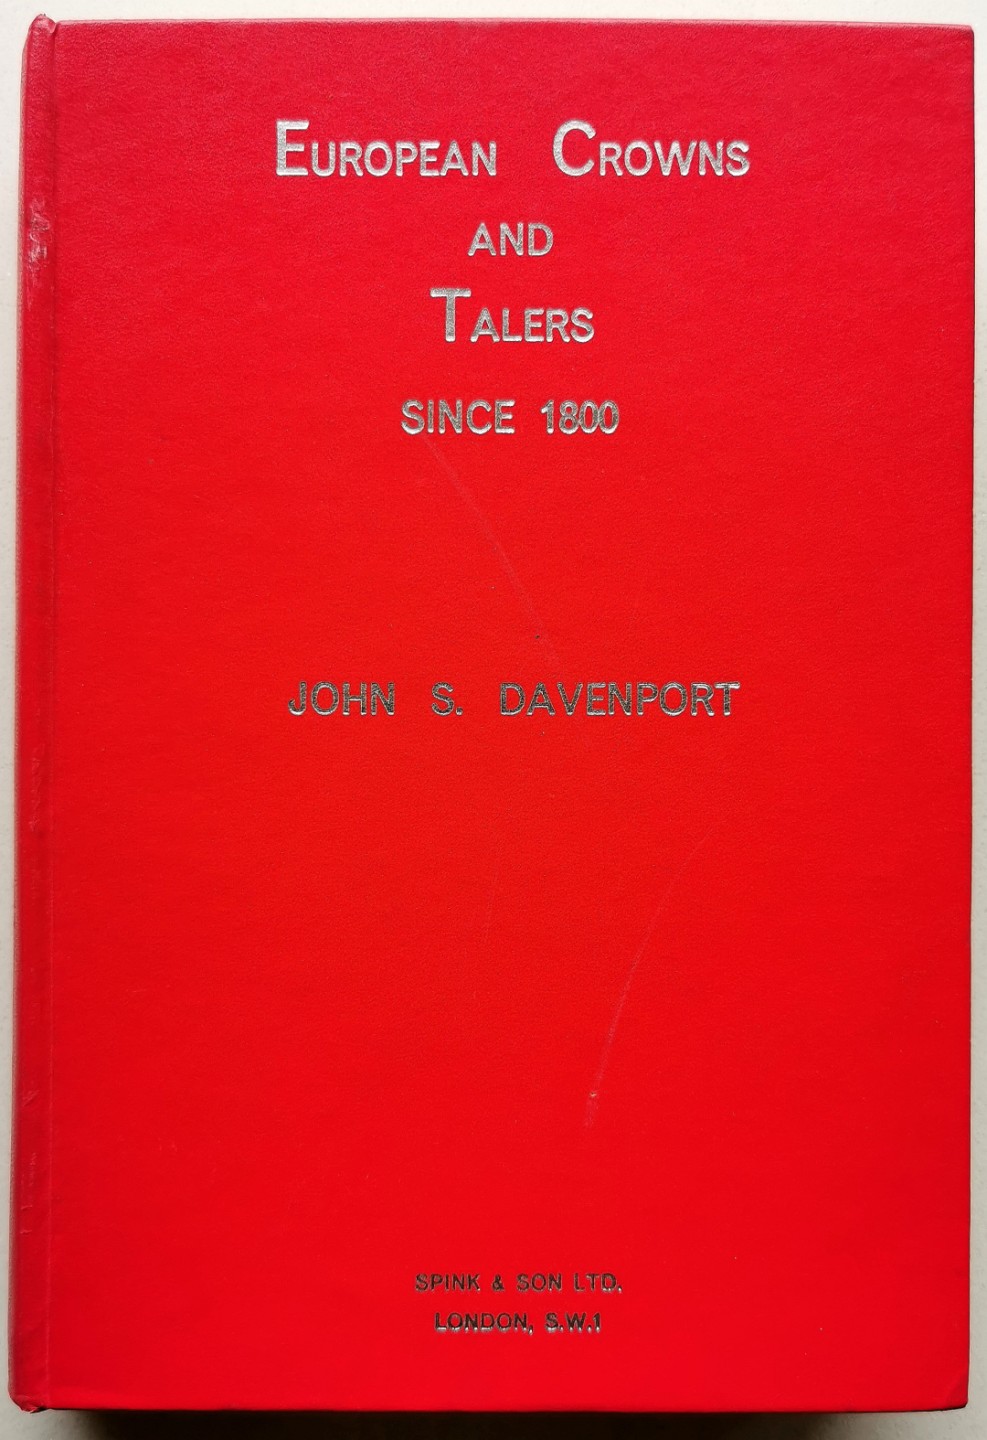 EUROPEAN CROWNS
AND
TALERS
SINCE 1800
JOHN S. DAVENPORT
SPINK & SON LTD.
LONDON, S.W.1